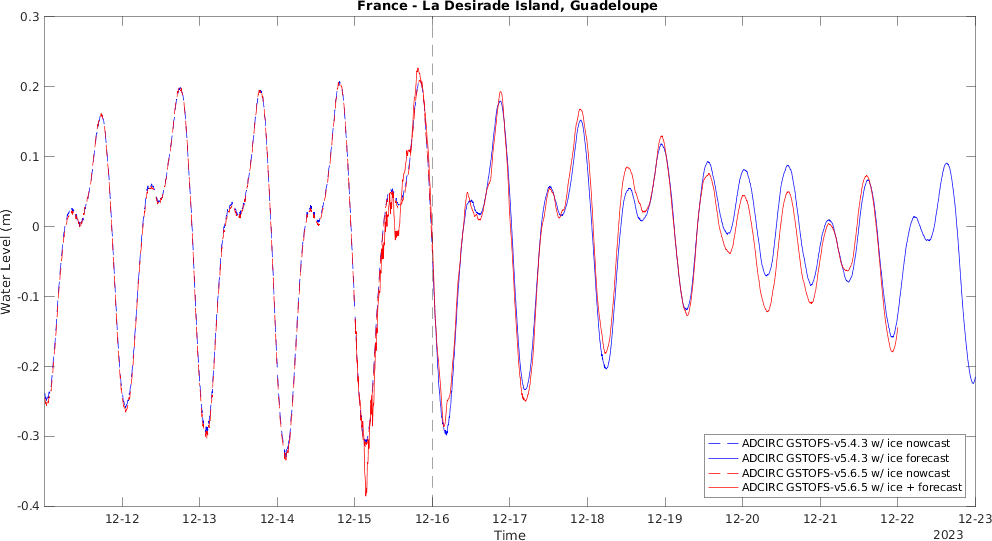 France - La Desirade Island, Guadeloupe
0.3
0.2
0.1
0
-0.1
-0.2
-0.3
-0.4
Water Level (m)
ADCIRC GSTOFS-v5.4.3 w/ ice nowcast
ADCIRC GSTOFS-v5.4.3 w/ ice forecast
ADCIRC GSTOFS-v5.6.5 w/ ice nowcast
ADCIRC GSTOFS-v5.6.5 w/ ice + forecast
12-12 12-13 12-14 12-15 12-16 12-17 12-18 12-19 12-20 12-21 12-22 12-23
Time
2023